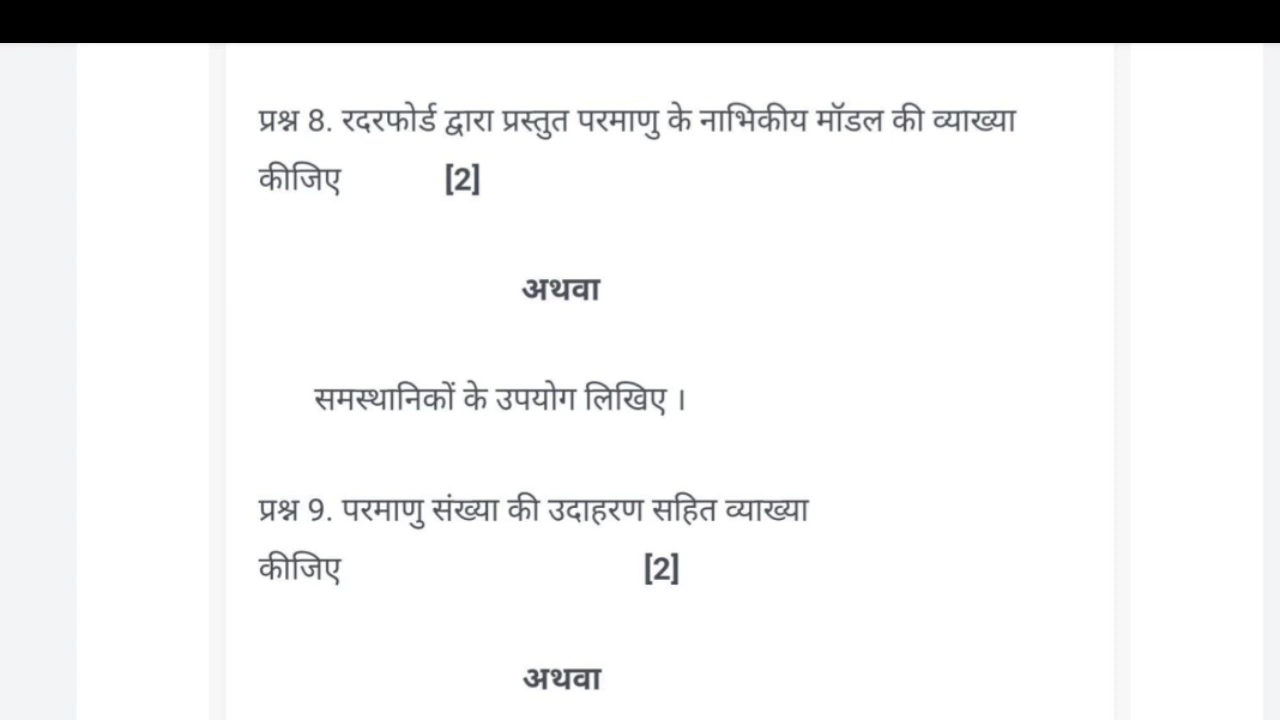 प्रश्न 8. रदरफोर्ड द्वारा प्रस्तुत परमाणु के नाभिकीय मॉडल की व्याख्या
कीजिए [2]
अथवा
समस्थानिकों के उपयोग लिखिए ।
प्रश्न 9. परमाणु संख्या की उदाहरण सहित व्याख्या
कीजिए [2]
अथवा